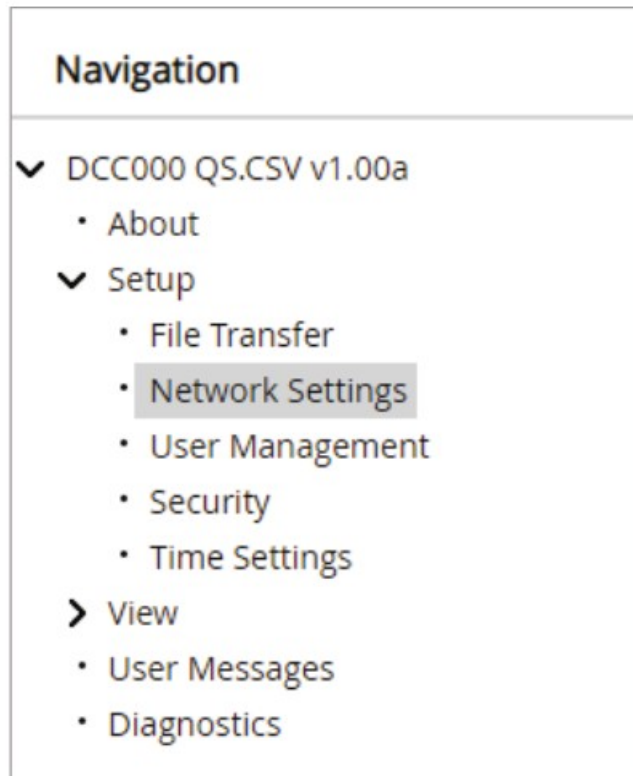 Navigation
DCC000 QS.CSV v1.00a
About
Setup
File Transfer
Network Settings
User Management
Security
Time Settings
View
User Messages
Diagnostics